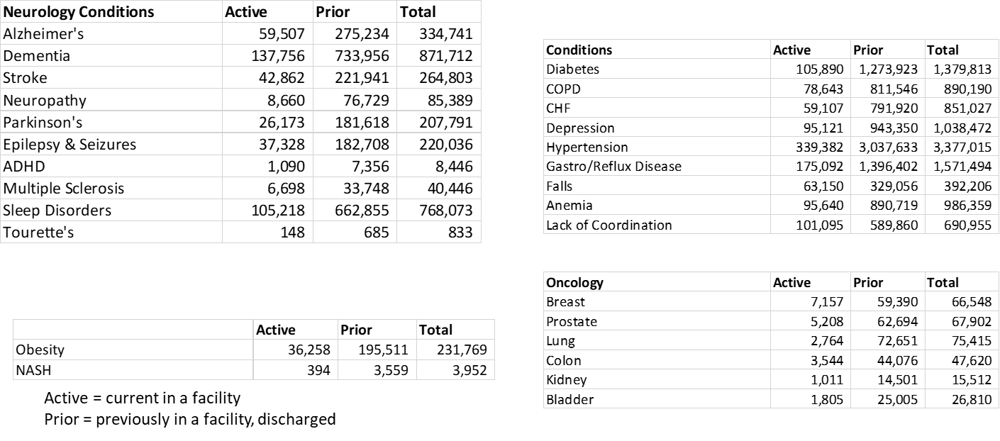 Neurology Conditions Active Prior Total
Alzheimer's 59,507 275,234 334,741
Dementia 137,756 733,956 871,712
Stroke 42,862 221,941 264,803
Neuropathy 8,660 76,729 85,389
Parkinson's 26,173 181,618 207,791
Epilepsy & Seizures 37,328 182,708 220,036
ADHD 1,090 7,356 8,446
Multiple Sclerosis 6,698 33,748 40,446
Sleep Disorders 105,218 662,855 768,073
Tourette's 148 685 833
Active Prior Total
Obesity 36,258 195,511 231,769
NASH 394 3,559 3,952
Active = current in a facility
Prior = previously in a facility, discharged
Conditions Active Prior Total
Diabetes 105,890 1,273,923 1,379,813
COPD 78,643 811,546 890,190
CHF 59,107 791,920 851,027
Depression 95,121 943,350 1,038,472
Hypertension 339,382 3,037,633 3,377,015
Gastro/Reflux Disease 175,092 1,396,402 1,571,494
Falls 63,150 329,056 392,206
Anemia 95,640 890,719 986,359
Lack of Coordination 101,095 589,860 690,955
Oncology Active Prior Total
Breast 7,157 59,390 66,548
Prostate 5,208 62,694 67,902
Lung 2,764 72,651 75,415
Colon 3,544 44,076 47,620
Kidney 1,011 14,501 15,512
Bladder 1,805 25,005 26,810